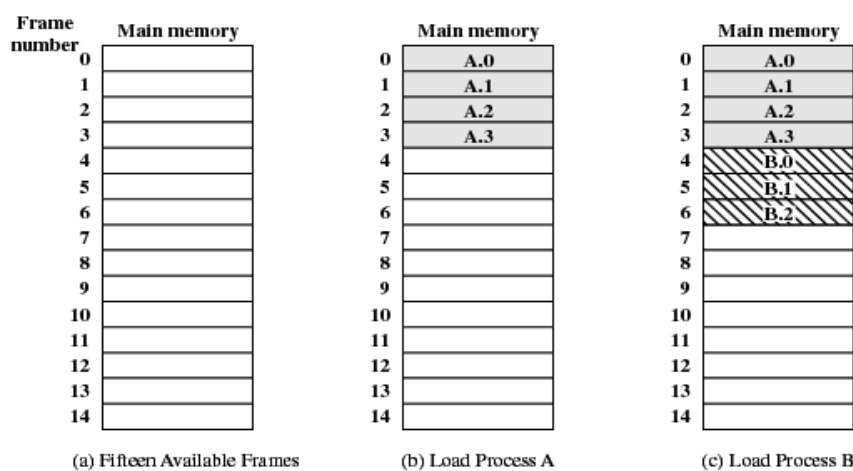 Frame
number
Main memory
0
1
2
3
4
5
6
7
8
9
10
11
12
13
14
(a) Fifteen Available Frames
Main memory
0 A.0
1 A.1
2 A.2
3 A.3
4
5
6
7
8
9
10
11
12
13
14
(b) Load Process A
Main memory
0 A.0
1 A.1
2 A.2
3 A.3
4 B.0
5 B.1
6 B.2
7
8
9
10
11
12
13
14
(c) Load Process B